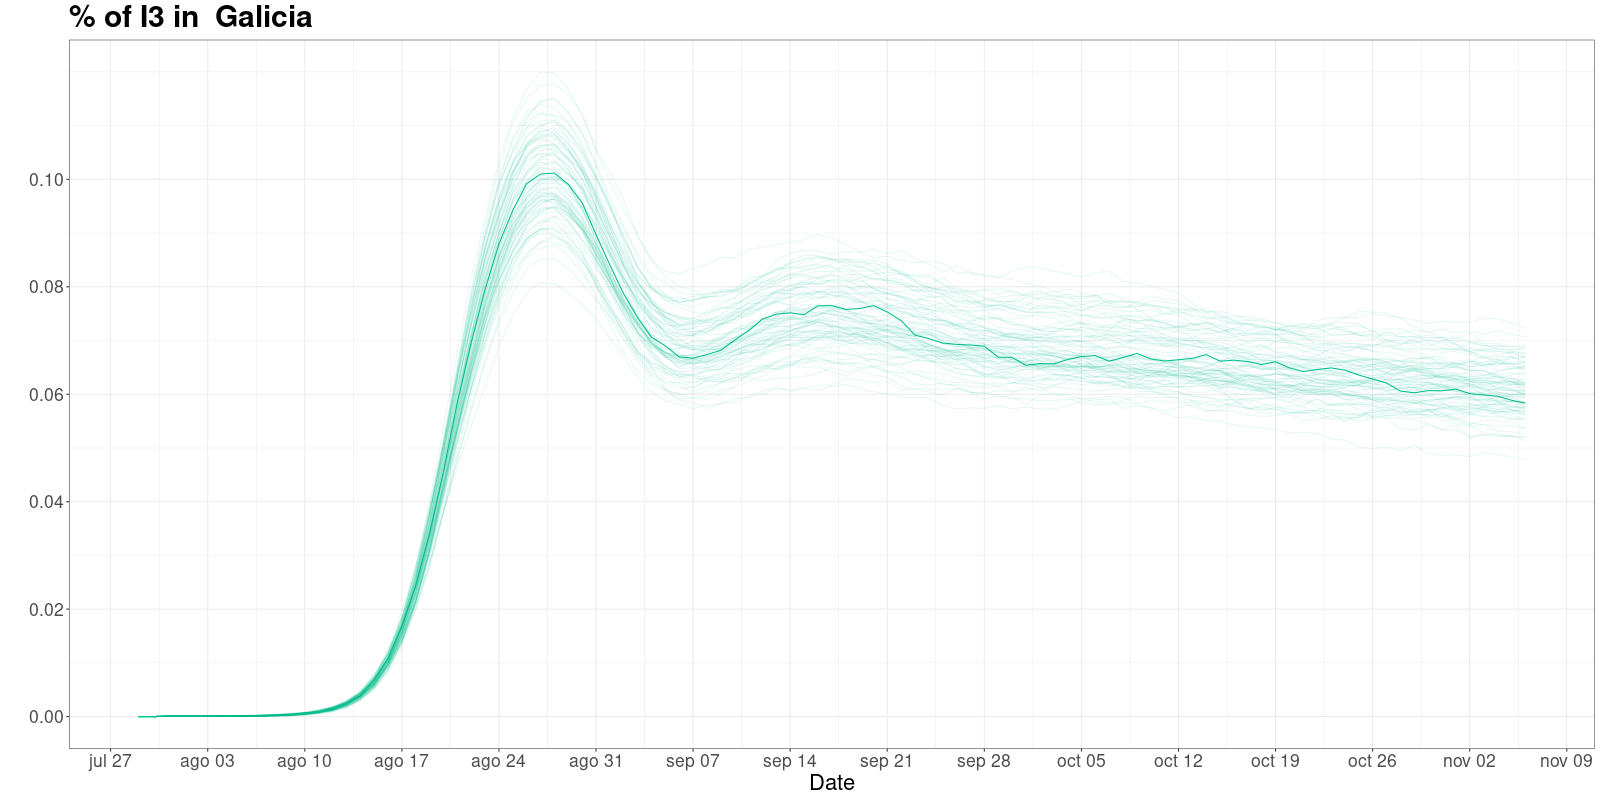 % of I3 in  Galicia
0.10
0.08
0.06
0.04
0.02
0.00
jul 27 ago 03 ago 10 ago 17 ago 24 ago 31 sep 07 sep 14 sep 21 sep 28 oct 05 oct 12 oct 19 oct 26 nov 02 nov 09
Date